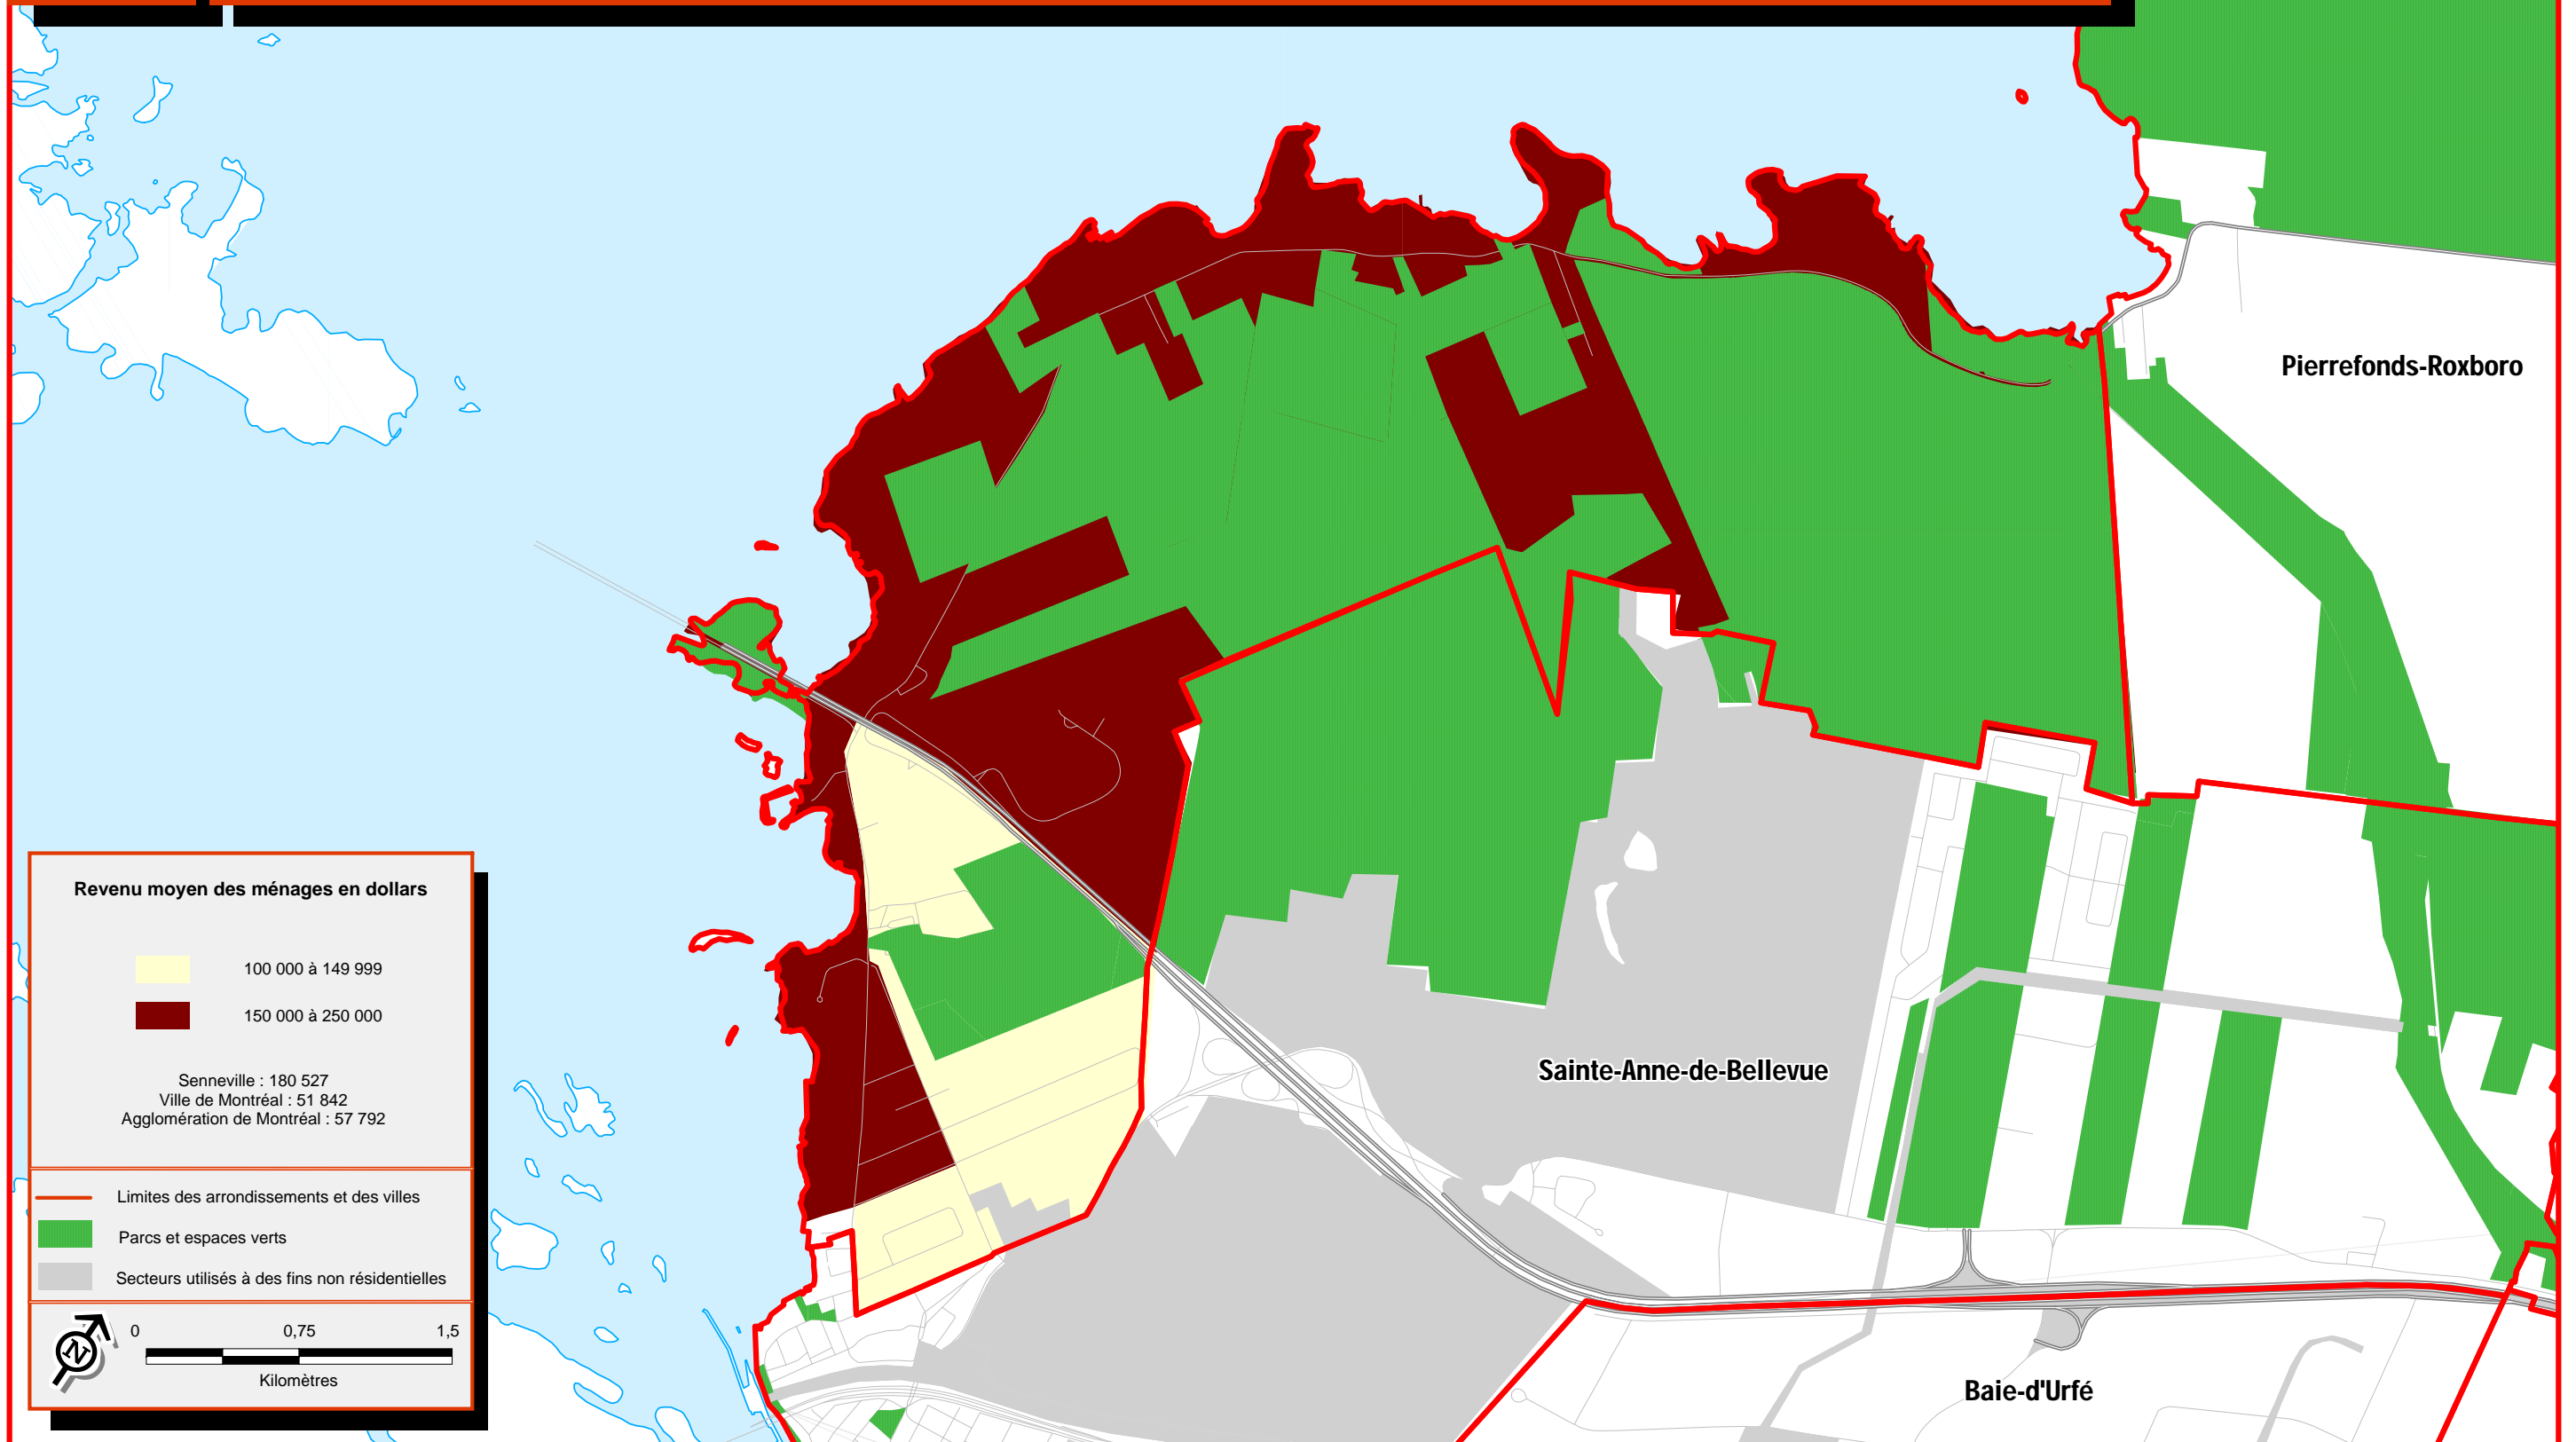 Pierrefonds-Roxboro
Sainte-Anne-de-Bellevue
Baie-d'Urfé
Revenu moyen des ménages en dollars
100 000 à 149 999
150 000 à 250 000
Senneville : 180 527
Ville de Montréal : 51 842
Agglomération de Montréal : 57 792
Limites des arrondissements et des villes
Parcs et espaces verts
Secteurs utilisés à des fins non résidentielles
N
0 0,75 1,5
Kilomètres